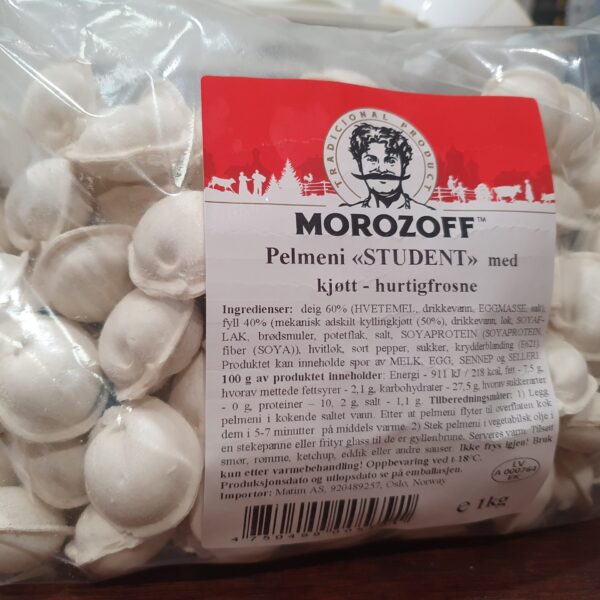 TRADICIONAL PRODUCT
MOROZOFF™
Pelmeni «STUDENT» med
kjøtt - hurtigfrosne
Ingredienser: deig 60% (HVETEMEL, drikkevann, EGGMASSE, salt),
fyll 40% (mekanisk adskilt kyllingkjøtt (50%), drikkevann, løk, SOYAF-
LAK, brødsmuler, potetflak, salt, SOYAPROTEIN (SOYAPROTEIN,
fiber (SOYA)), hvitløk, sort pepper, sukker, krydderblanding (E621).
Produktet kan inneholde spor av MELK, EGG, SENNEP og SELLERI.
100 g av produktet inneholder: Energi - 911 kJ / 218 kcal, fett - 7,5 g,
hvorav mettede fettsyrer - 2,1 g, karbohydrater - 27,5 g, hvorav sukkerarter
- 0 g, proteiner – 10, 2 g, salt - 1,1 g. Tilberedningsmåter: 1) Legg
pelmeni i kokende saltet vann. Etter at pelmeni flyter til overflaten kok
dem i 5-7 minutter på middels varme. 2) Stek pelmeni i vegetabilsk olje i
en stekepanne eller frityr glass til de er gyllenbrune. Serveres varm. Tilsett
smør, rømme, ketchup, eddik eller andre sauser. Ikke frys igjen! Bruk
kun etter varmebehandling! Oppbevaring ved t-18°C.
Produksjonsdato og utløpsdato se på emballasjen.
Importør: Matim AS, 920489257, Oslo, Norway
LV
A 000764
EK
e 1kg